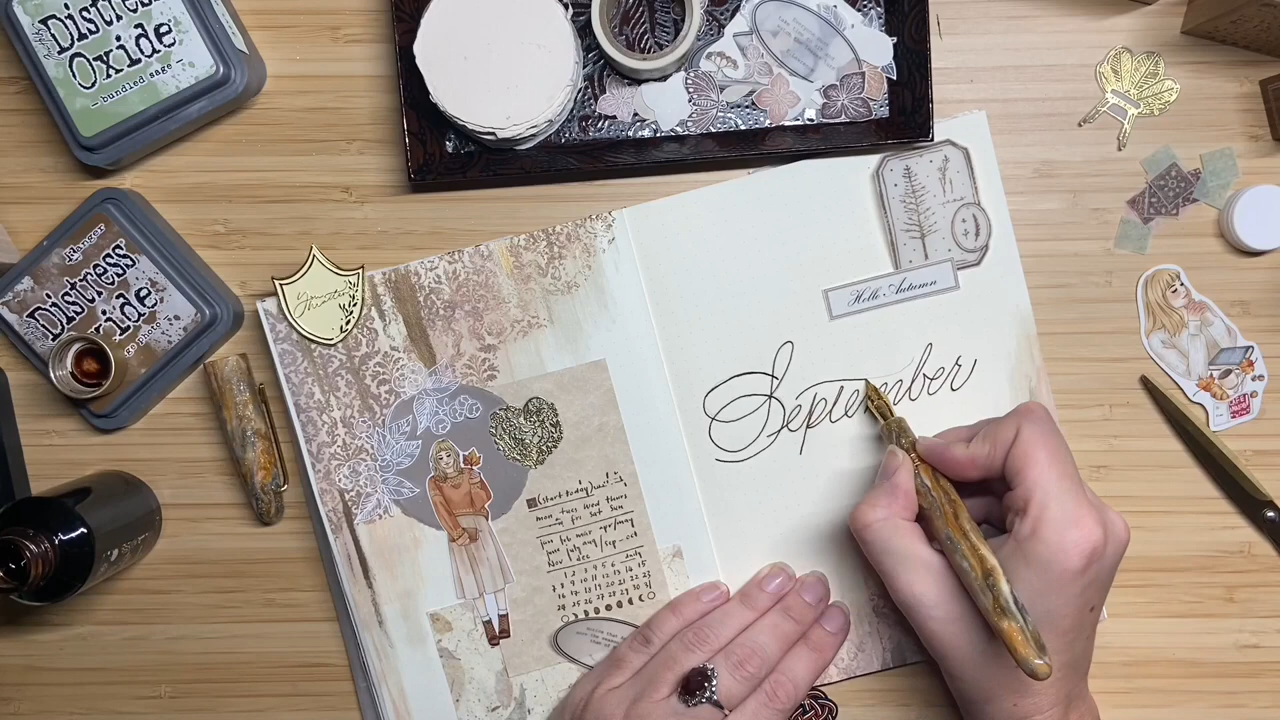 Distress
Oxide
- bundled sage -
Ranger
Distress
Oxide
Hello Autumn
September
(start today)
mon tues wed thurs
fri sat sun
jan feb mar apr/may
june july aug/sep-oct
nov dec
daily
1 2 3 4 5 6
7 8 9 10 11 12 13 14 15
16 17 18 19 20 21 22 23
24 25 26 27 28 29 30 31